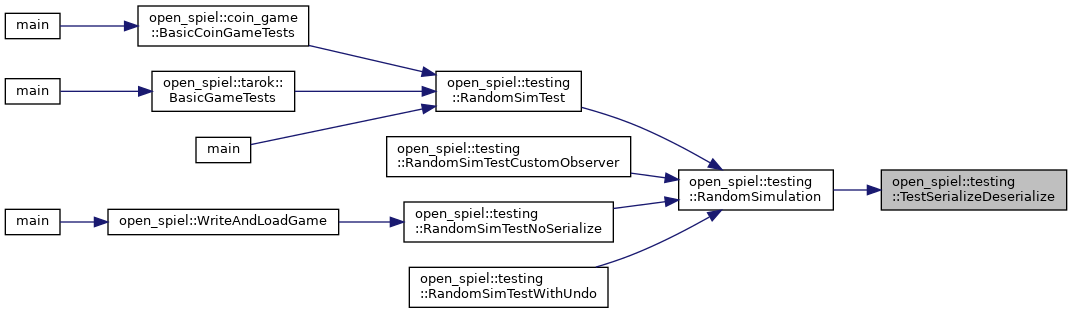 main
open_spiel::coin_game
::BasicCoinGameTests
main
open_spiel::tarok::
BasicGameTests
open_spiel::testing
::RandomSimTest
main
open_spiel::testing
::RandomSimTestCustomObserver
open_spiel::testing
::RandomSimulation
open_spiel::testing
::TestSerializeDeserialize
main
open_spiel::WriteAndLoadGame
open_spiel::testing
::RandomSimTestNoSerialize
open_spiel::testing
::RandomSimTestWithUndo